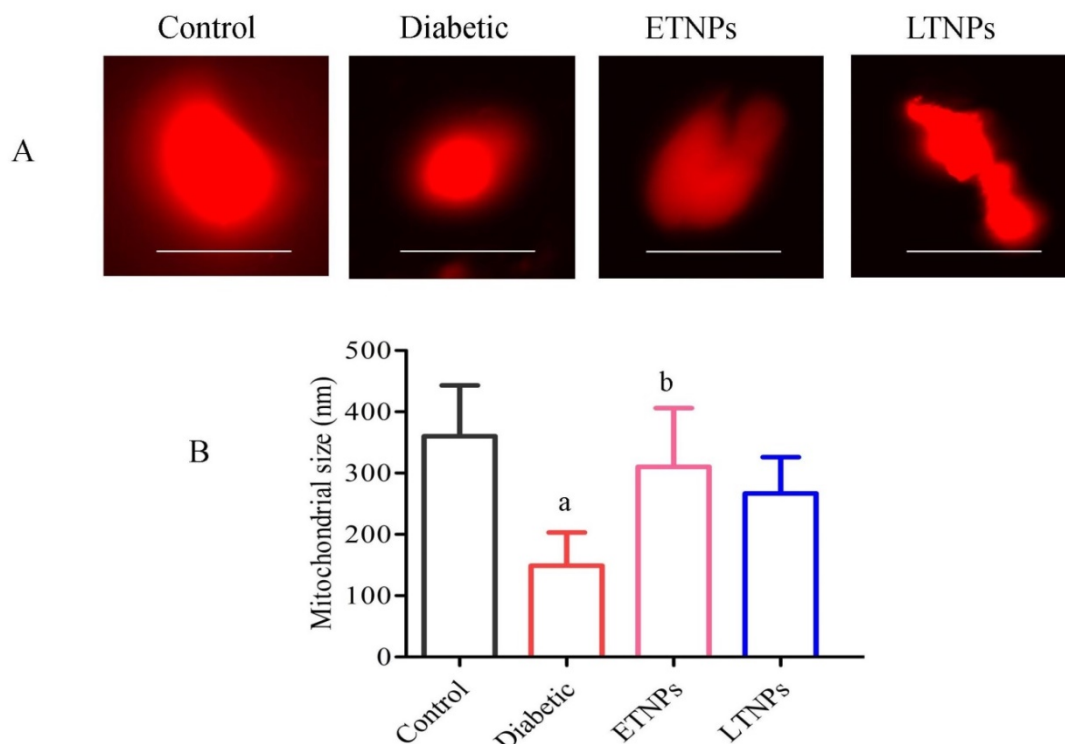 Control Diabetic ETNPs LTNPs
A
B
Mitochondrial size (nm)
500
400
300
200
100
0
a
b
Control
Diabetic
ETNPs
LTNPs